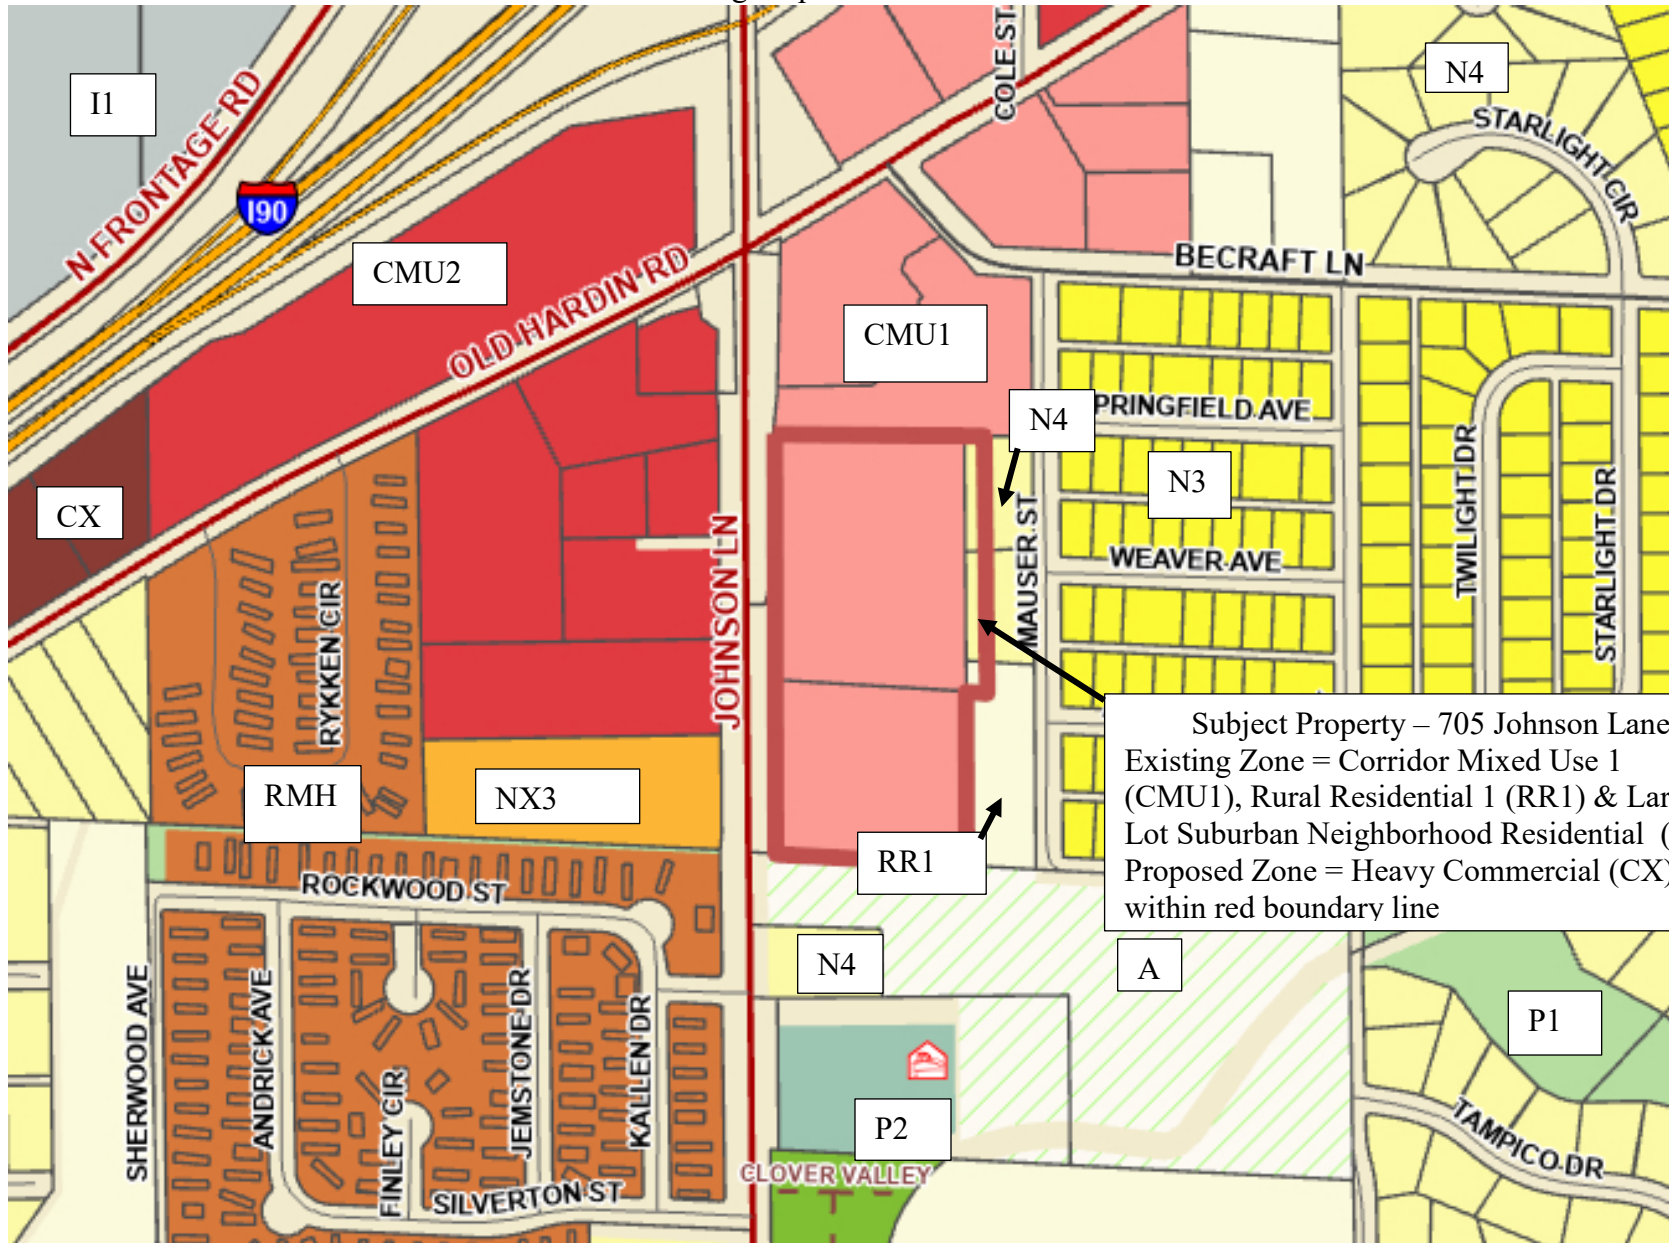 COLE ST
N4
I1
N FRONTAGE RD
STARLIGHT CIR
I90
CMU2
BECRAFT LN
OLD HARDIN RD
CMU1
N4
PRINGFIELD AVE
CX
N3
JOHNSON LN
MAUSER ST
WEAVER AVE
TWILIGHT DR
STARLIGHT DR
RYKKEN CIR
Subject Property – 705 Johnson Lane
Existing Zone = Corridor Mixed Use 1
(CMU1), Rural Residential 1 (RR1) & Lar
Lot Suburban Neighborhood Residential (
Proposed Zone = Heavy Commercial (CX)
within red boundary line
RMH
NX3
RR1
ROCKWOOD ST
N4
A
SHERWOOD AVE
ANDRICK AVE
FINLEY CIR
JEMSTONE DR
KALLEN DR
P1
P2
TAMPICO DR
CLOVER VALLEY
SILVERTON ST